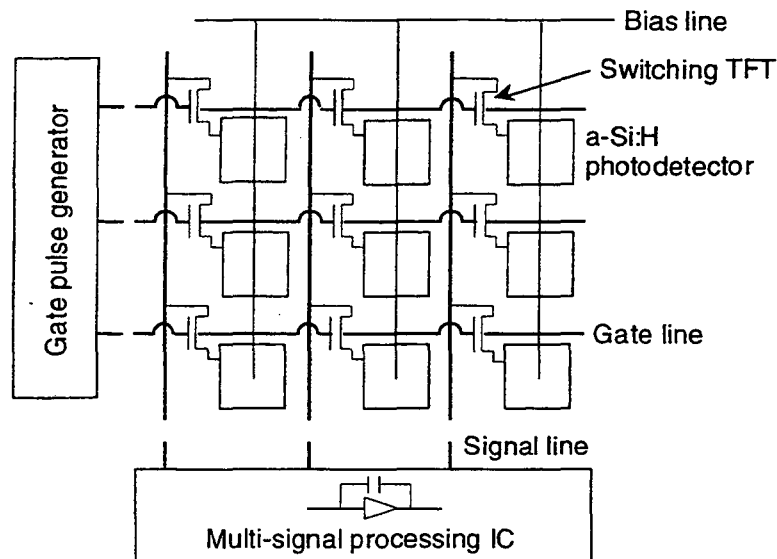 Bias line
Switching TFT
a-Si:H
photodetector
Gate pulse generator
Gate line
Signal line
Multi-signal processing IC